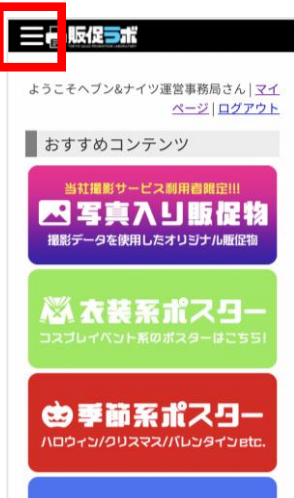 販促ラボ
ようこそヘブン&ナイツ運営事務局さん | マイ
ページ | ログアウト
おすすめコンテンツ
当社撮影サービス利用者限定!!!
写真入り販促物
撮影データを使用したオリジナル販促物
衣装系ポスター
コスプレイベント系のポスターはこちら!
季節系ポスター
ハロウィン/クリスマス/バレンタインetc.